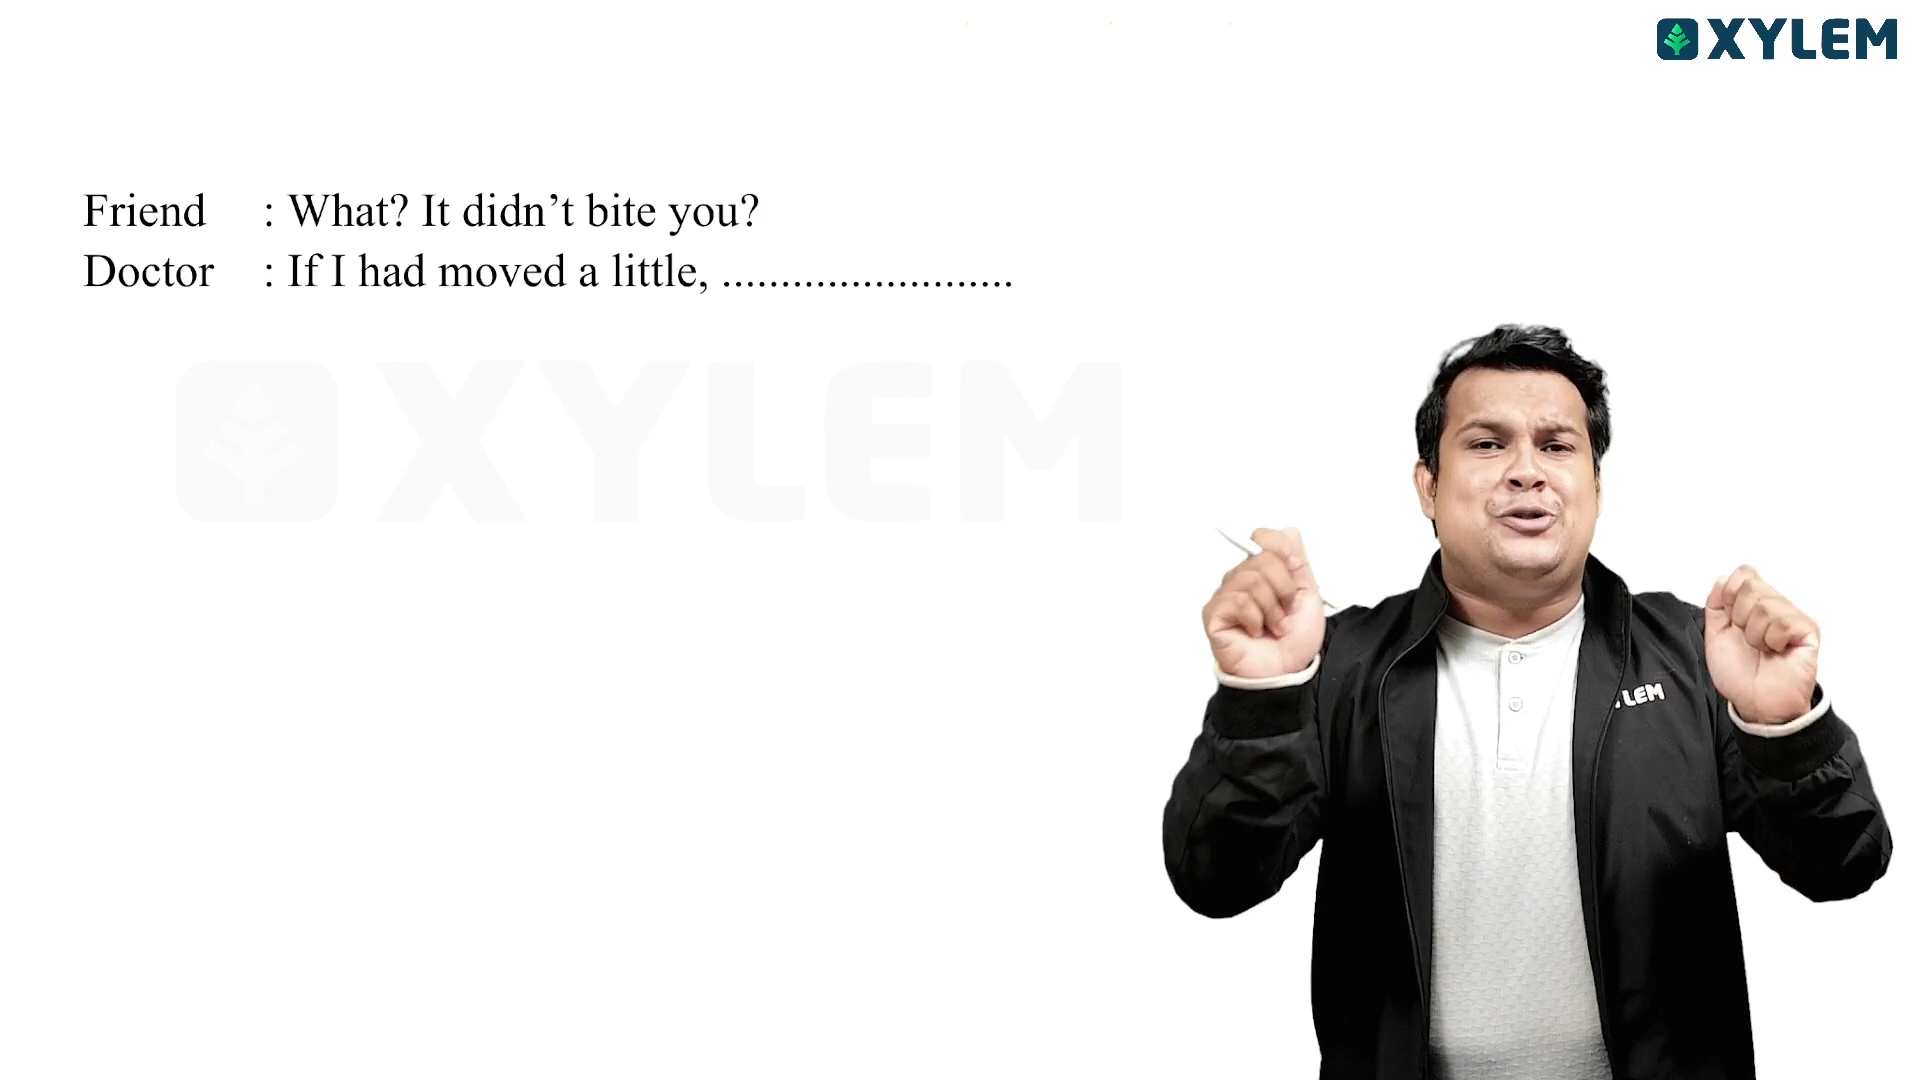 XYLEM
Friend : What? It didn’t bite you?
Doctor : If I had moved a little, .........................
XYLEM
LEM